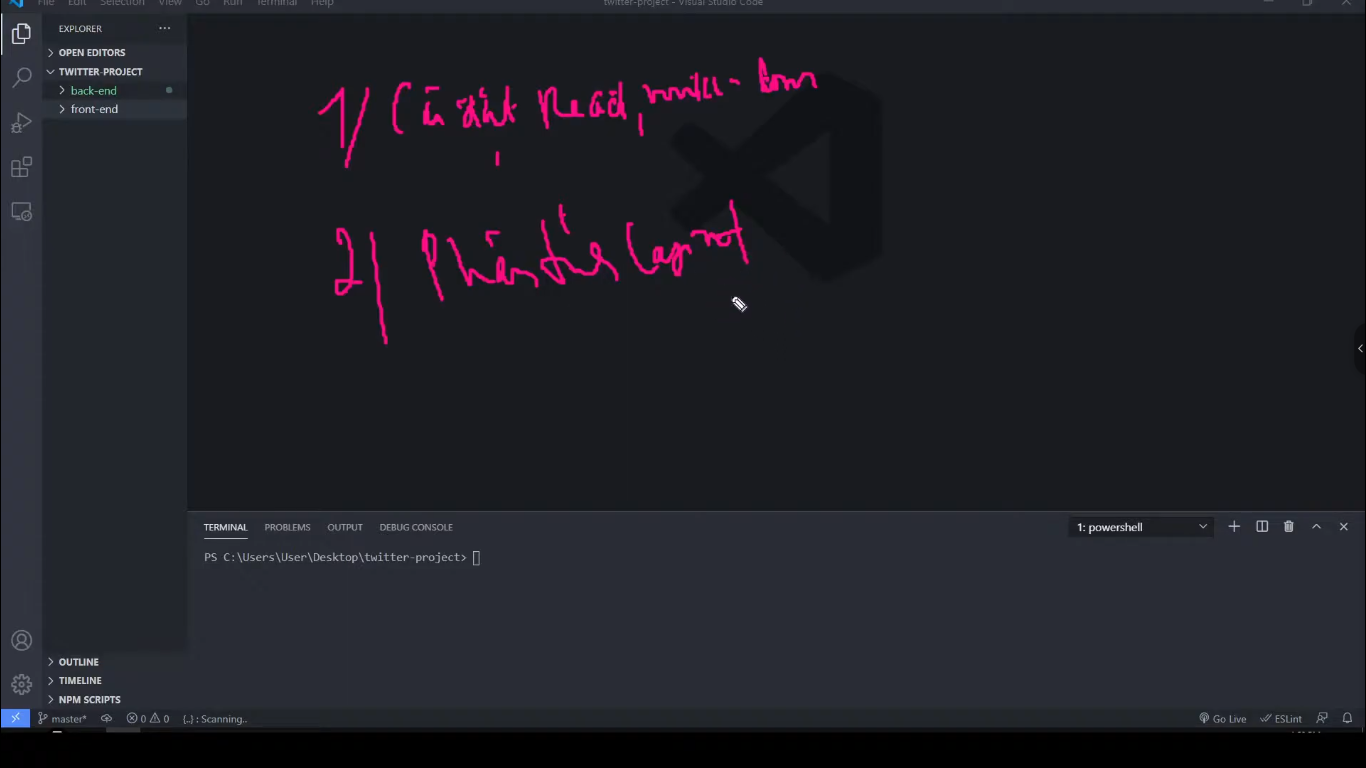 File Edit Selection View Go Run Terminal Help twitter-project - Visual Studio Code
EXPLORER
OPEN EDITORS
TWITTER-PROJECT
back-end
front-end
1/ Cài đặt React,
2/ Phân tích layout
TERMINAL PROBLEMS OUTPUT DEBUG CONSOLE 1: powershell
PS C:\Users\User\Desktop\twitter-project>
OUTLINE
TIMELINE
NPM SCRIPTS
master* 0 0 {..} : Scanning.. Go Live ESLint